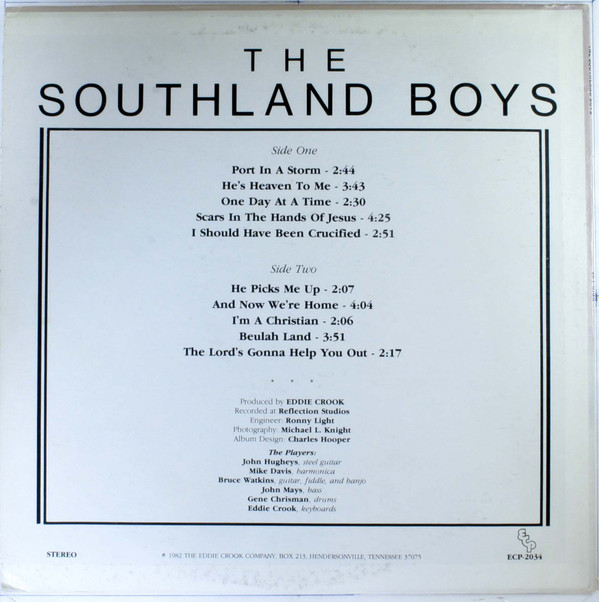 THE
SOUTHLAND BOYS
Side One
Port In A Storm - 2:44
He's Heaven To Me - 3:43
One Day At A Time - 2:30
Scars In The Hands Of Jesus - 4:25
I Should Have Been Crucified - 2:51
Side Two
He Picks Me Up - 2:07
And Now We're Home - 4:04
I'm A Christian - 2:06
Beulah Land - 3:51
The Lord's Gonna Help You Out - 2:17
* * *
Produced by EDDIE CROOK
Recorded at Reflection Studios
Engineer: Ronny Light
Photography: Michael L. Knight
Album Design: Charles Hooper
The Players:
John Hugheys, steel guitar
Mike Davis, harmonica
Bruce Watkins, guitar, fiddle, and banjo
John Mays, bass
Gene Chrisman, drums
Eddie Crook, keyboards
STEREO
℗ 1982 THE EDDIE CROOK COMPANY, BOX 213, HENDERSONVILLE, TENNESSEE 37075
ECP
ECP-2034